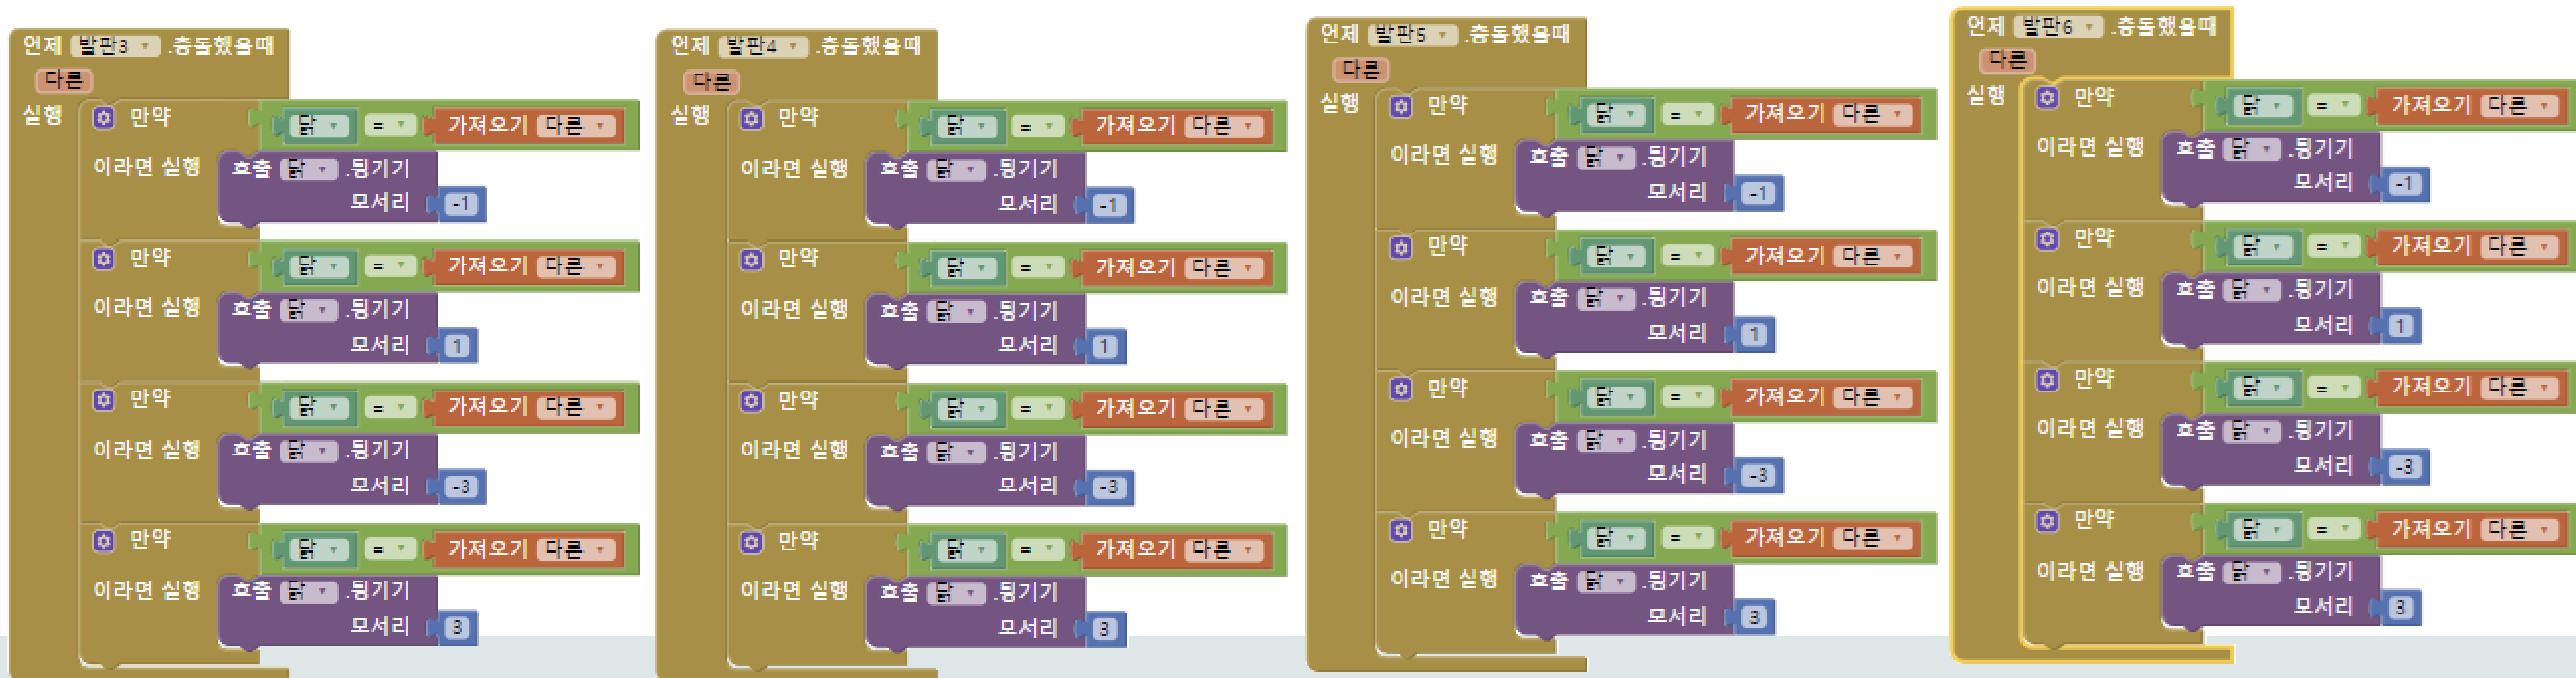 언제 발판3 .충돌했을때
다른
실행 만약 닭 = 가져오기 다른
이라면 실행 호출 닭 .튕기기
모서리 -1
만약 닭 = 가져오기 다른
이라면 실행 호출 닭 .튕기기
모서리 1
만약 닭 = 가져오기 다른
이라면 실행 호출 닭 .튕기기
모서리 -3
만약 닭 = 가져오기 다른
이라면 실행 호출 닭 .튕기기
모서리 3
언제 발판4 .충돌했을때
다른
실행 만약 닭 = 가져오기 다른
이라면 실행 호출 닭 .튕기기
모서리 -1
만약 닭 = 가져오기 다른
이라면 실행 호출 닭 .튕기기
모서리 1
만약 닭 = 가져오기 다른
이라면 실행 호출 닭 .튕기기
모서리 -3
만약 닭 = 가져오기 다른
이라면 실행 호출 닭 .튕기기
모서리 3
언제 발판5 .충돌했을때
다른
실행 만약 닭 = 가져오기 다른
이라면 실행 호출 닭 .튕기기
모서리 -1
만약 닭 = 가져오기 다른
이라면 실행 호출 닭 .튕기기
모서리 1
만약 닭 = 가져오기 다른
이라면 실행 호출 닭 .튕기기
모서리 -3
만약 닭 = 가져오기 다른
이라면 실행 호출 닭 .튕기기
모서리 3
언제 발판6 .충돌했을때
다른
실행 만약 닭 = 가져오기 다른
이라면 실행 호출 닭 .튕기기
모서리 -1
만약 닭 = 가져오기 다른
이라면 실행 호출 닭 .튕기기
모서리 1
만약 닭 = 가져오기 다른
이라면 실행 호출 닭 .튕기기
모서리 -3
만약 닭 = 가져오기 다른
이라면 실행 호출 닭 .튕기기
모서리 3